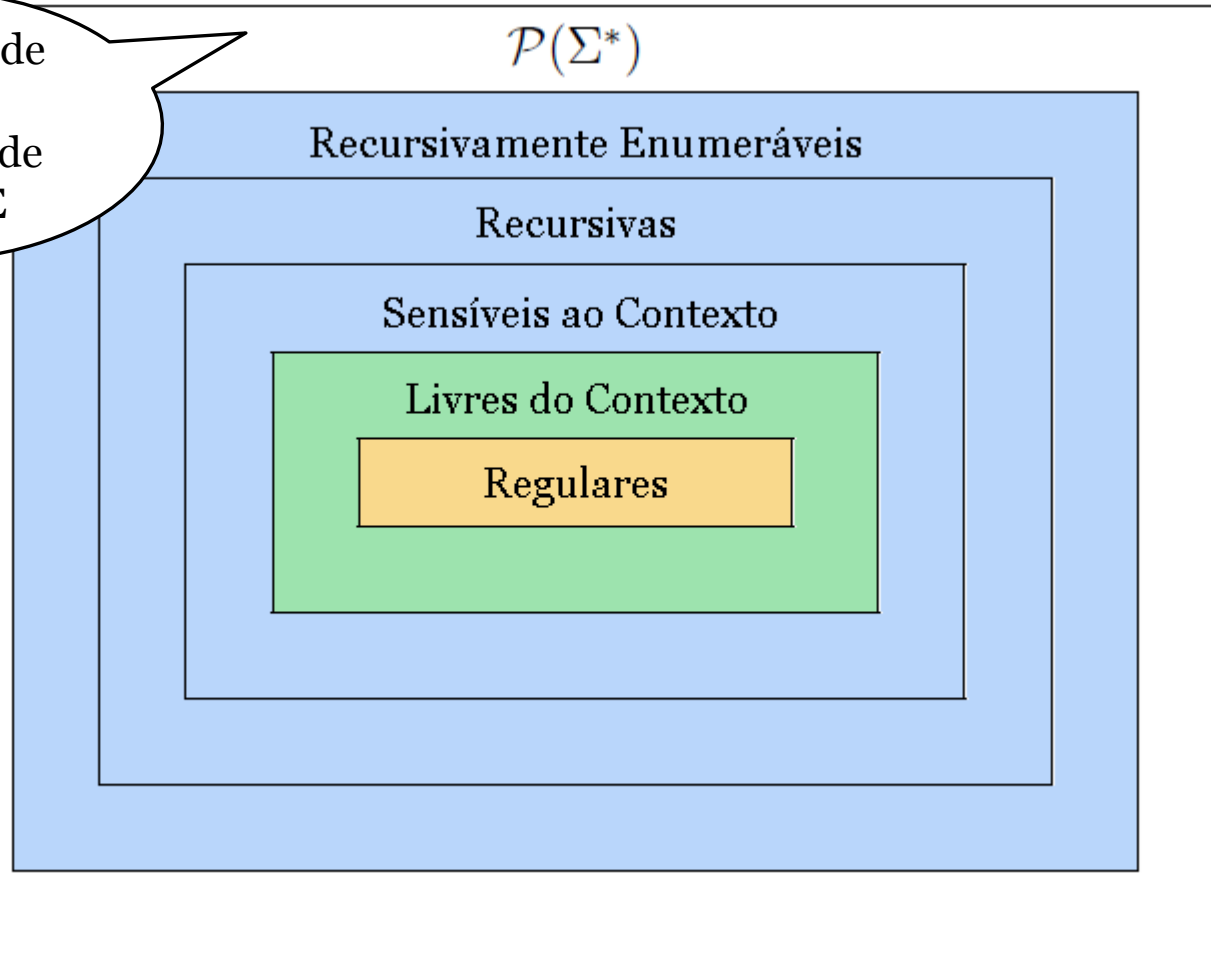 de
de
Σ
𝒫(Σ*)
Recursivamente Enumeráveis
Recursivas
Sensíveis ao Contexto
Livres do Contexto
Regulares